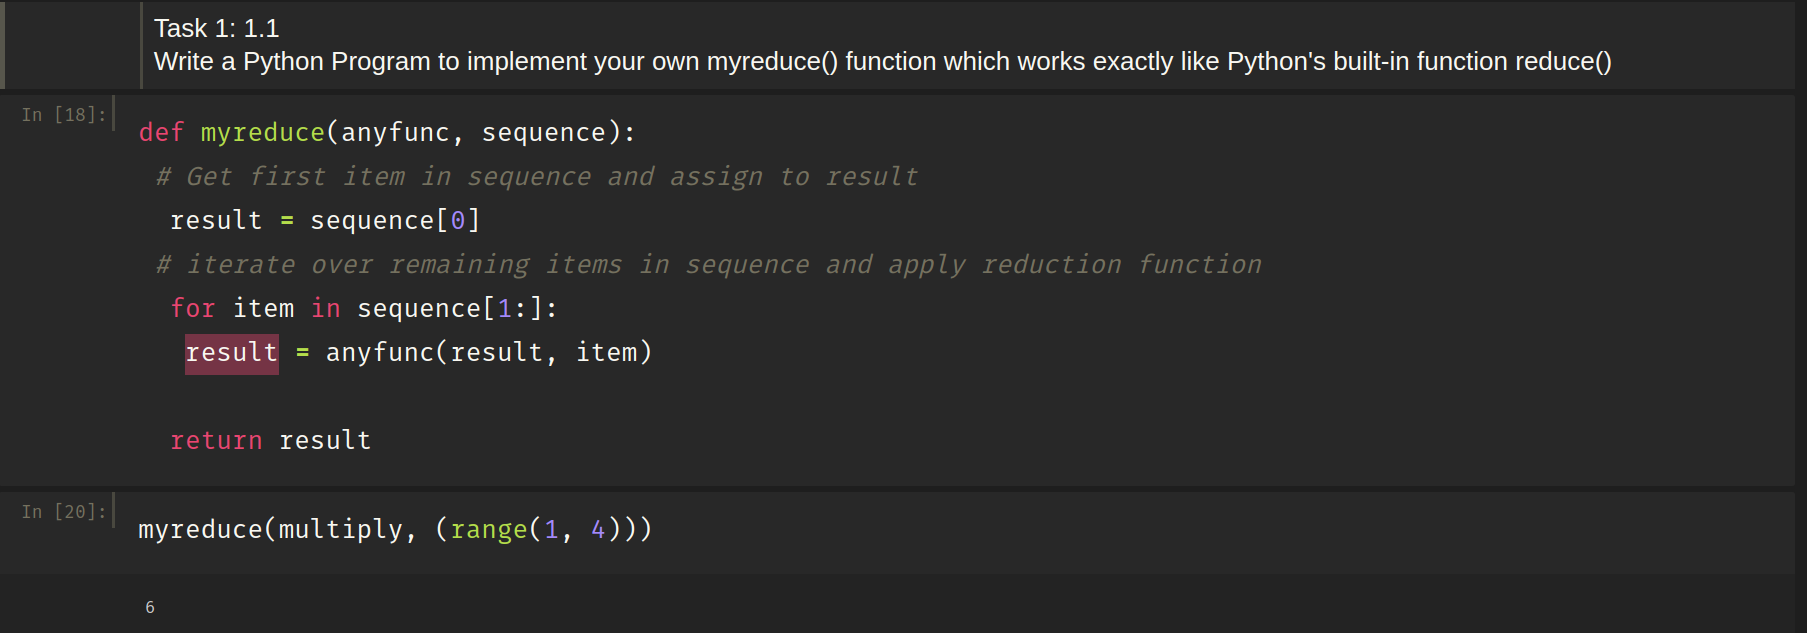 Task 1: 1.1
Write a Python Program to implement your own myreduce() function which works exactly like Python's built-in function reduce()
In [18]:
def myreduce(anyfunc, sequence):
# Get first item in sequence and assign to result
result = sequence[0]
# iterate over remaining items in sequence and apply reduction function
for item in sequence[1:]:
result = anyfunc(result, item)
return result
In [20]:
myreduce(multiply, (range(1, 4)))
6